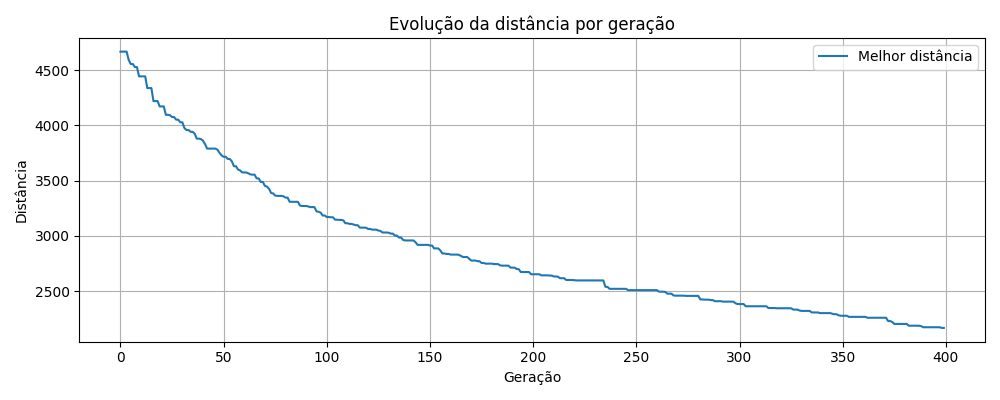 Evolução da distância por geração
Melhor distância
Distância
4500
4000
3500
3000
2500
0 50 100 150 200 250 300 350 400
Geração